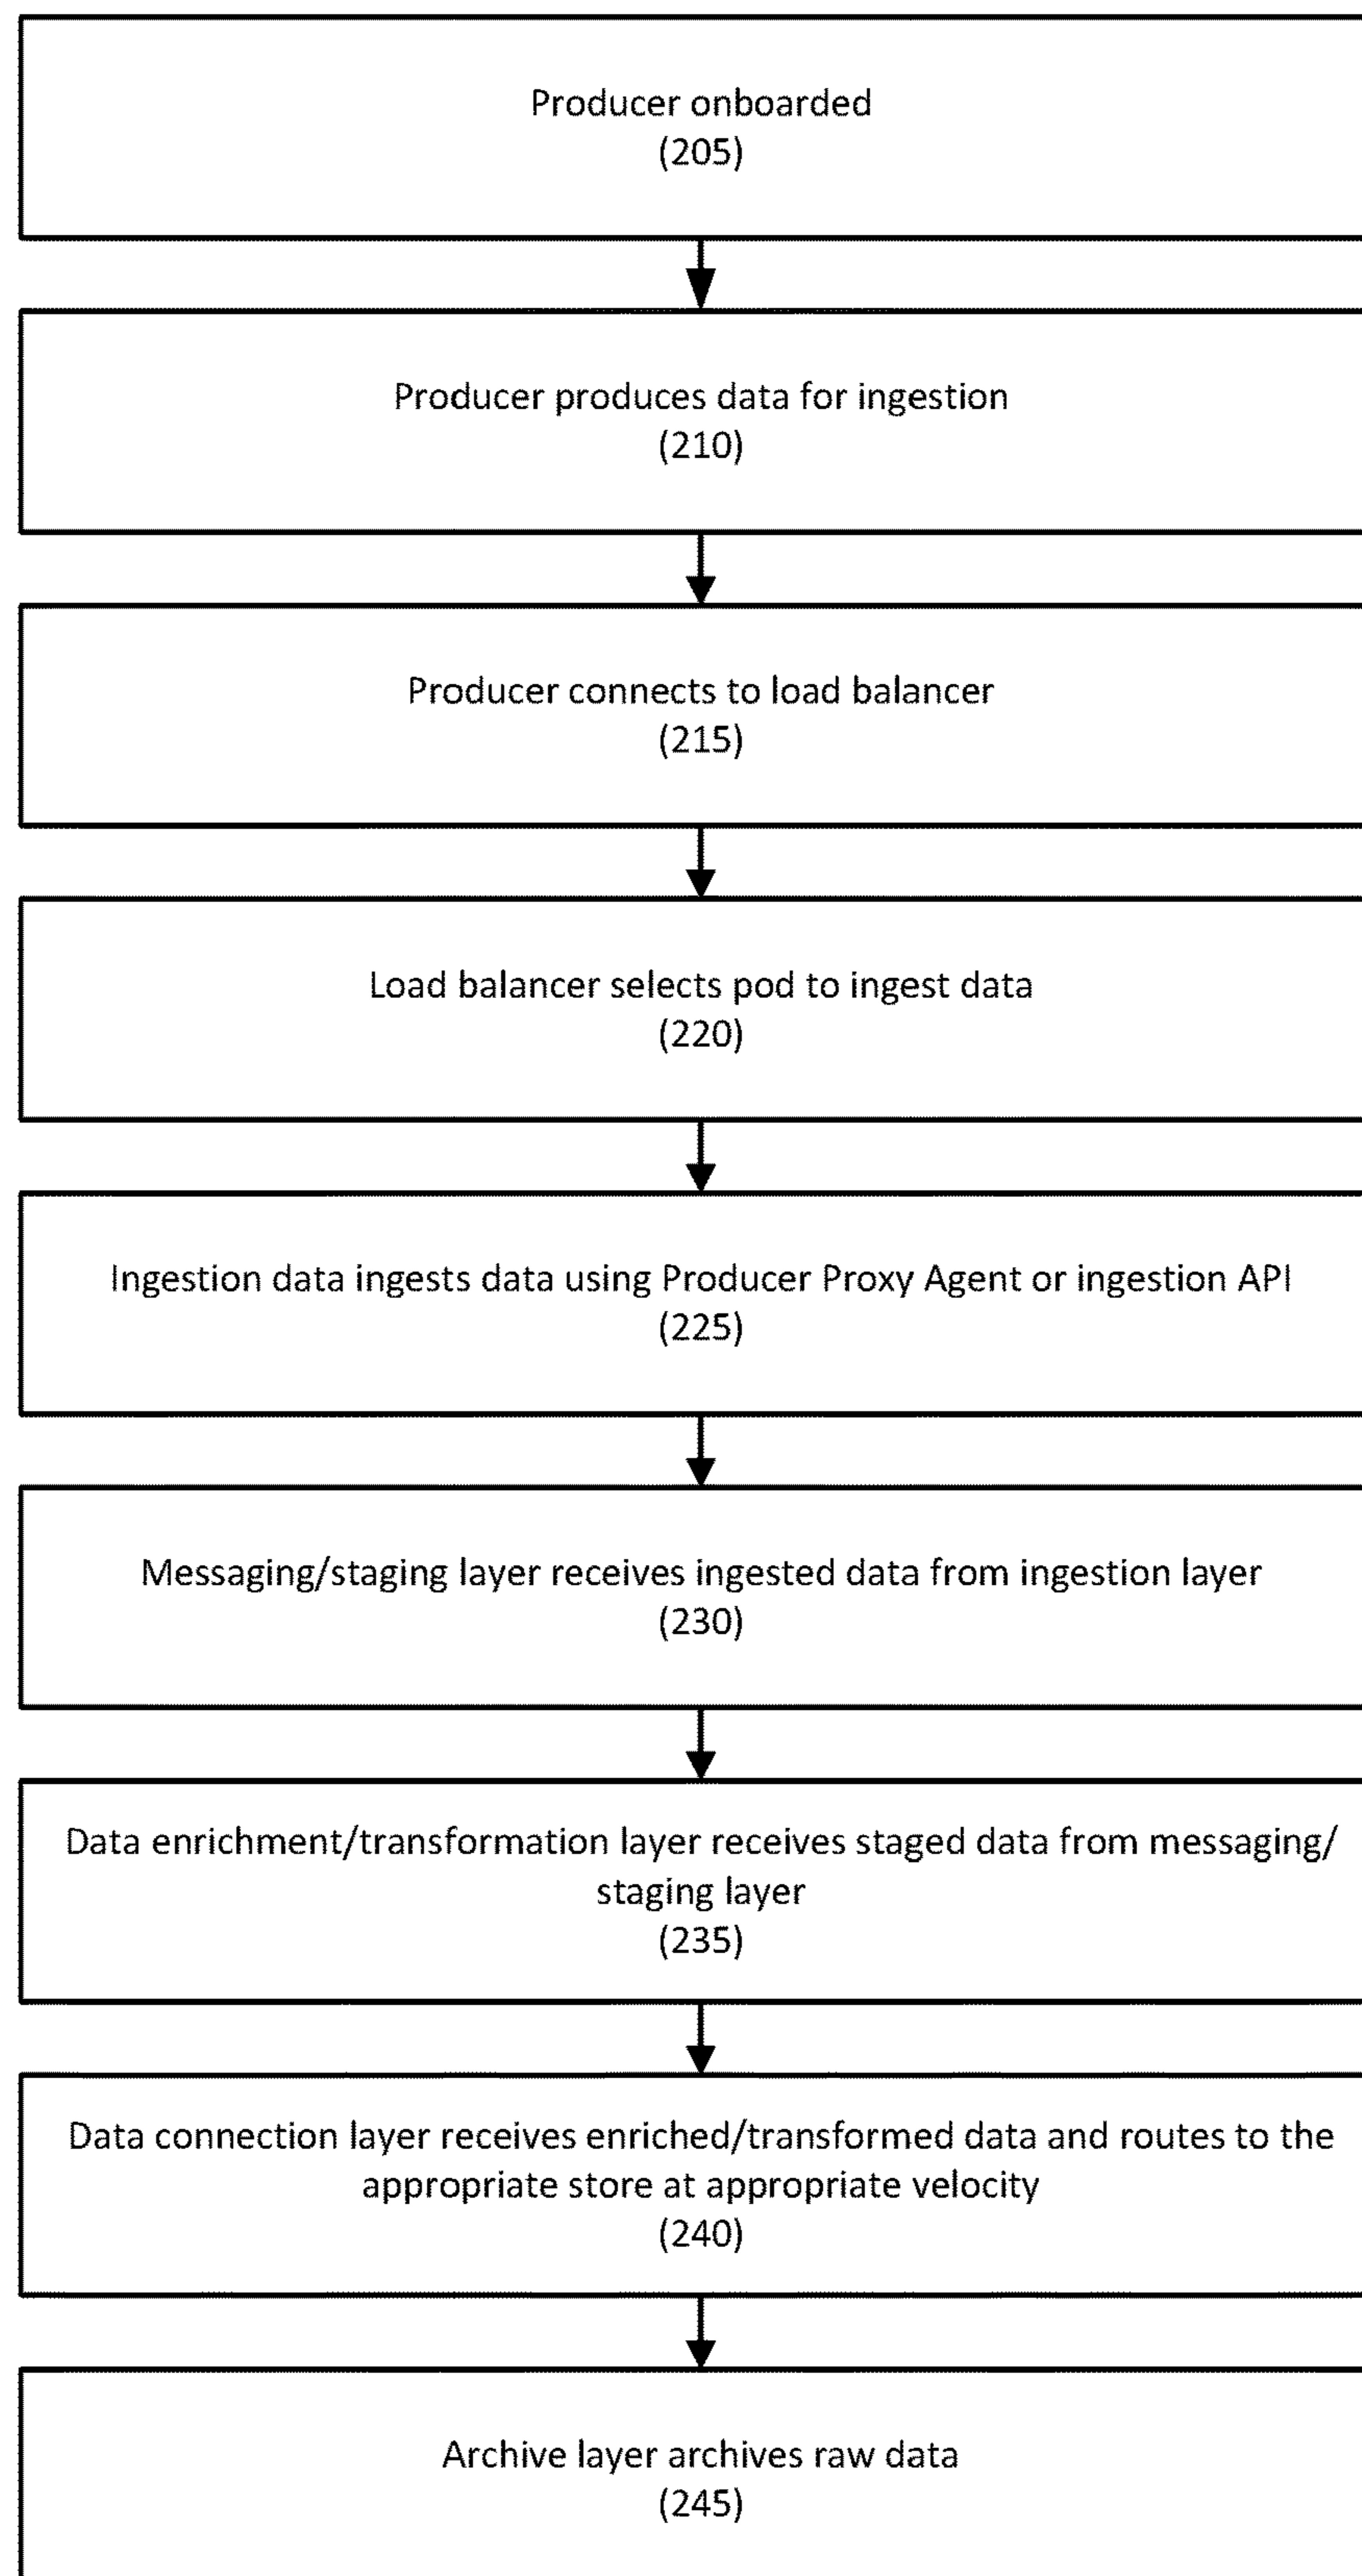 Producer onboarded
(205)
Producer produces data for ingestion
(210)
Producer connects to load balancer
(215)
Load balancer selects pod to ingest data
(220)
Ingestion data ingests data using Producer Proxy Agent or ingestion API
(225)
Messaging/staging layer receives ingested data from ingestion layer
(230)
Data enrichment/transformation layer receives staged data from messaging/
staging layer
(235)
Data connection layer receives enriched/transformed data and routes to the
appropriate store at appropriate velocity
(240)
Archive layer archives raw data
(245)